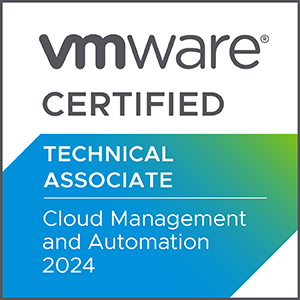 vmware®
CERTIFIED
TECHNICAL
ASSOCIATE
Cloud Management
and Automation
2024